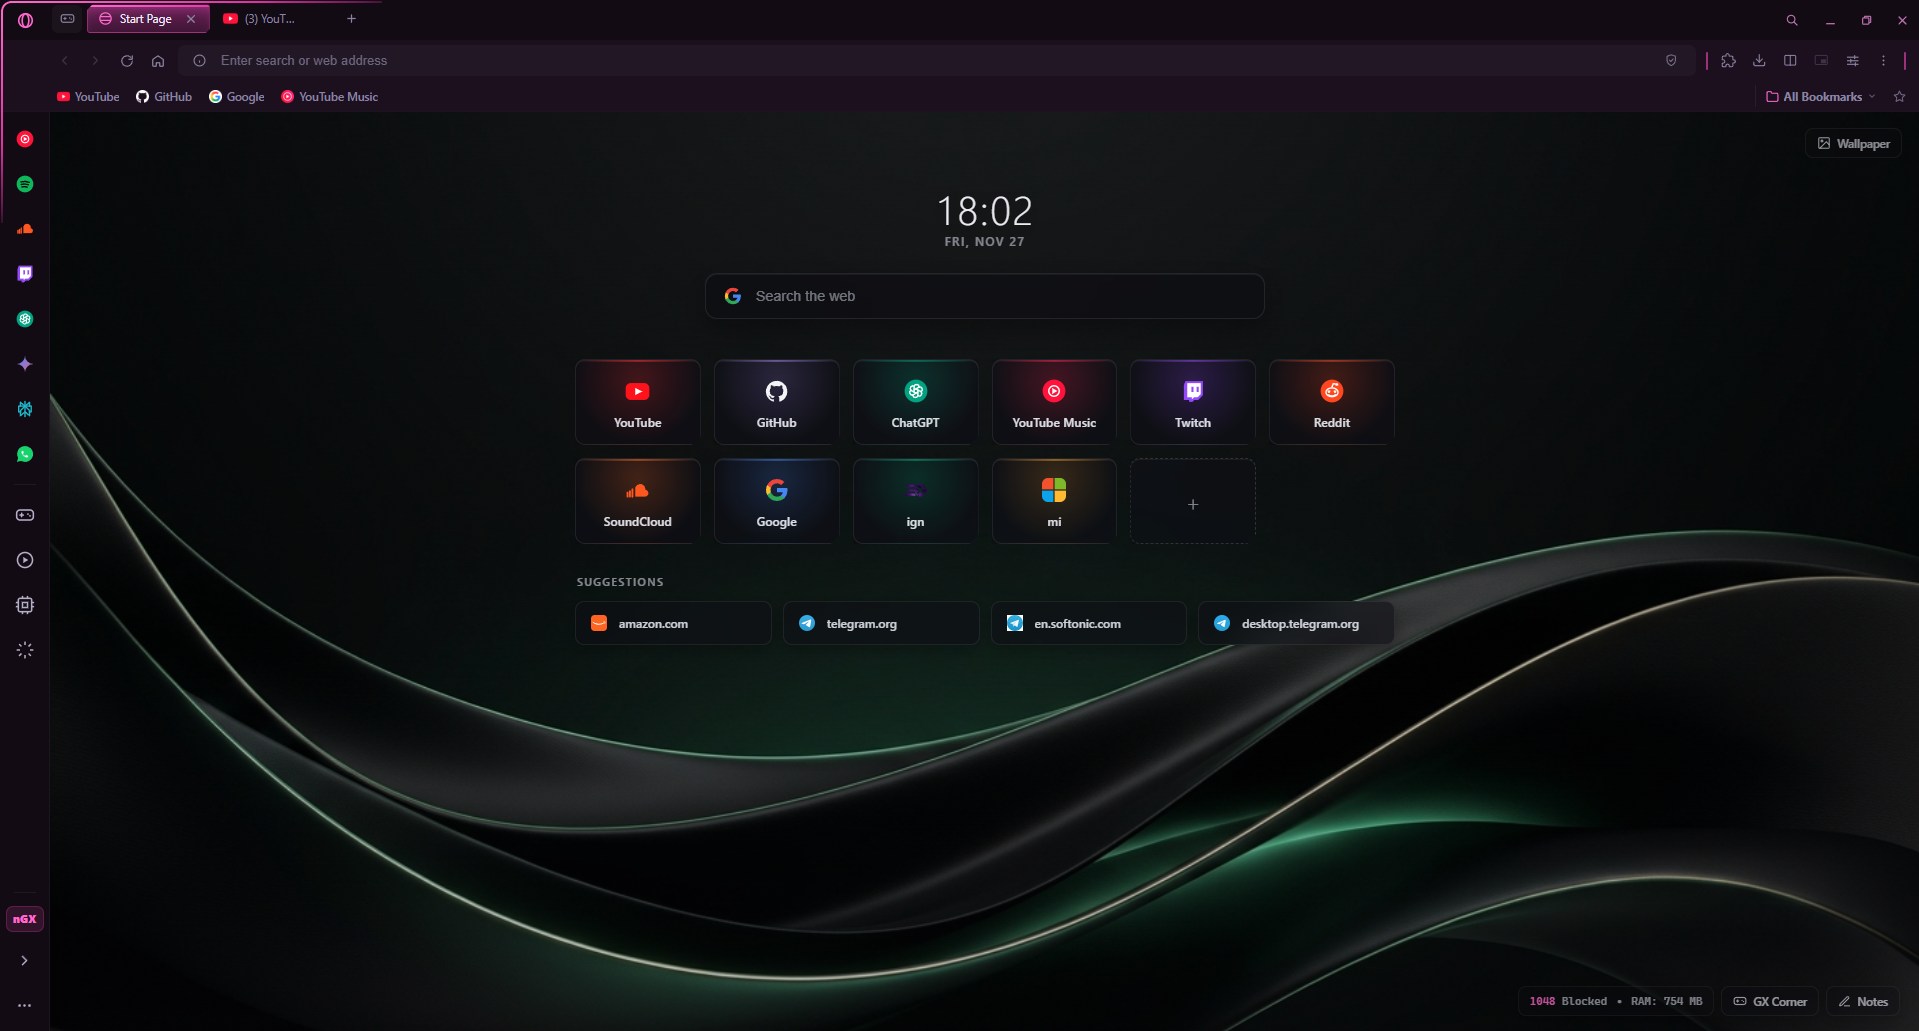 Start Page
(3) YouT...
Enter search or web address
YouTube
GitHub
Google
YouTube Music
All Bookmarks
Wallpaper
18:02
FRI, NOV 27
Search the web
YouTube
GitHub
ChatGPT
YouTube Music
Twitch
Reddit
SoundCloud
Google
ign
mi
SUGGESTIONS
amazon.com
telegram.org
en.softonic.com
desktop.telegram.org
nGX
1048 Blocked • RAM: 754 MB
GX Corner
Notes